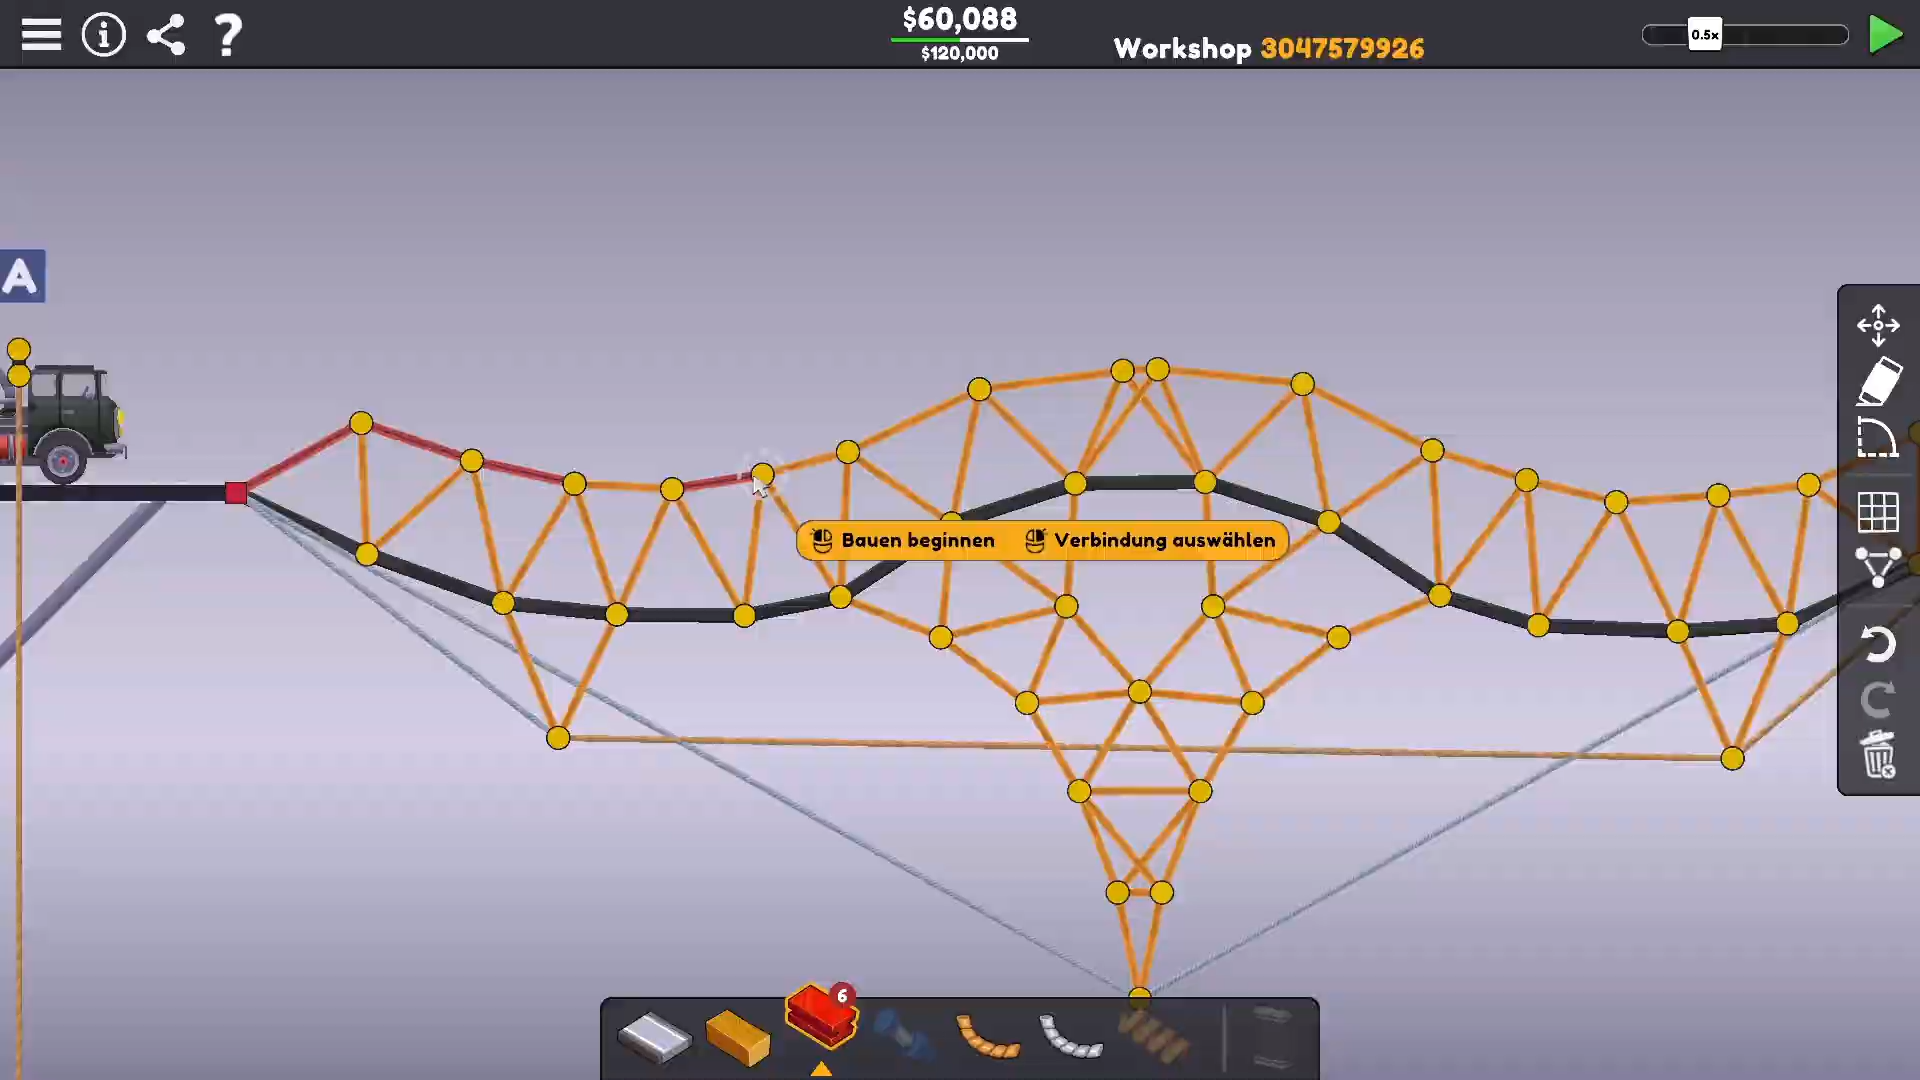 $60,088
$120,000
Workshop 3047579926
0.5x
A
Bauen beginnen Verbindung auswählen
6